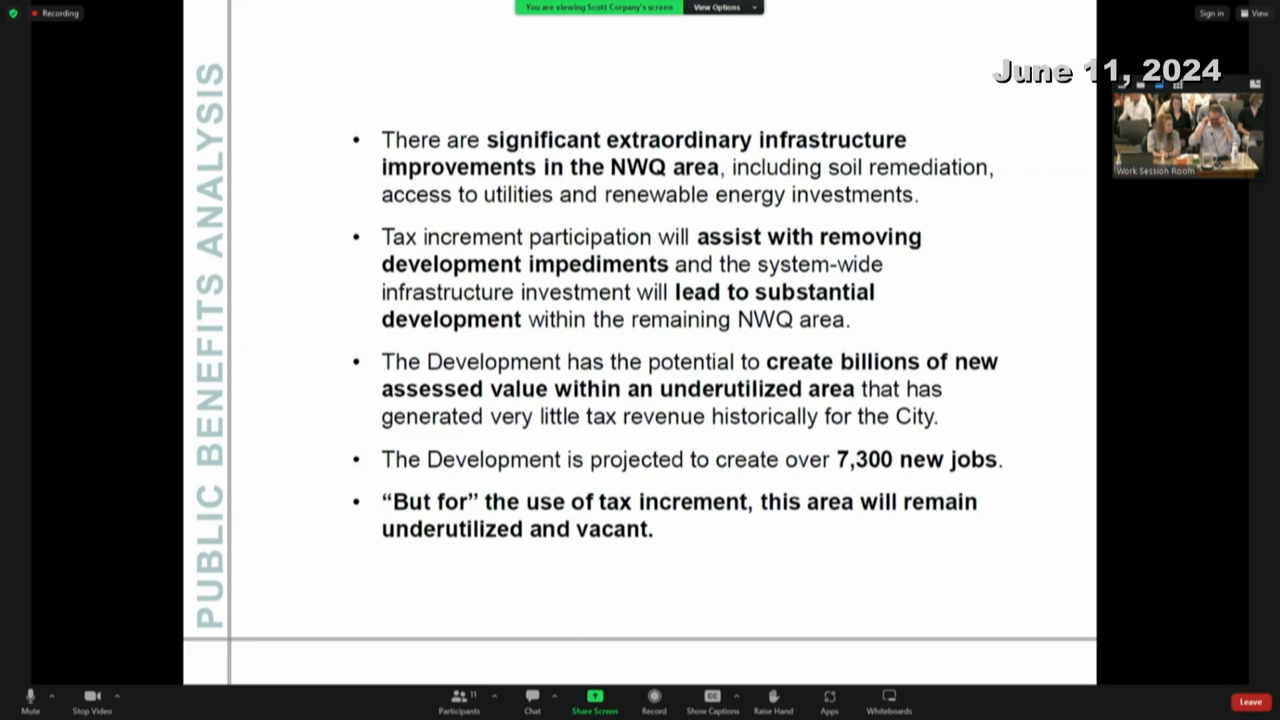 Recording
You are viewing Scott Corpany's screen
View Options
Sign in
View
June 11, 2024
Work Session Room
PUBLIC BENEFITS ANALYSIS
• There are significant extraordinary infrastructure
improvements in the NWQ area, including soil remediation,
access to utilities and renewable energy investments.
• Tax increment participation will assist with removing
development impediments and the system-wide
infrastructure investment will lead to substantial
development within the remaining NWQ area.
• The Development has the potential to create billions of new
assessed value within an underutilized area that has
generated very little tax revenue historically for the City.
• The Development is projected to create over 7,300 new jobs.
• “But for” the use of tax increment, this area will remain
underutilized and vacant.
Mute
Stop Video
11
Participants
Chat
Share Screen
Record
CC
Show Captions
Raise Hand
Apps
Whiteboards
Leave